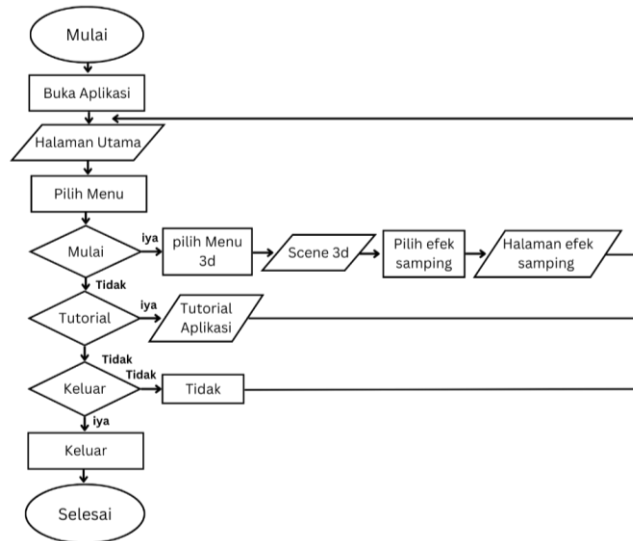 Mulai
Buka Aplikasi
Halaman Utama
Pilih Menu
Mulai
iya
pilih Menu
3d
Scene 3d
Pilih efek
samping
Halaman efek
samping
Tidak
Tutorial
iya
Tutorial
Aplikasi
Tidak
Keluar
Tidak
Tidak
iya
Keluar
Selesai